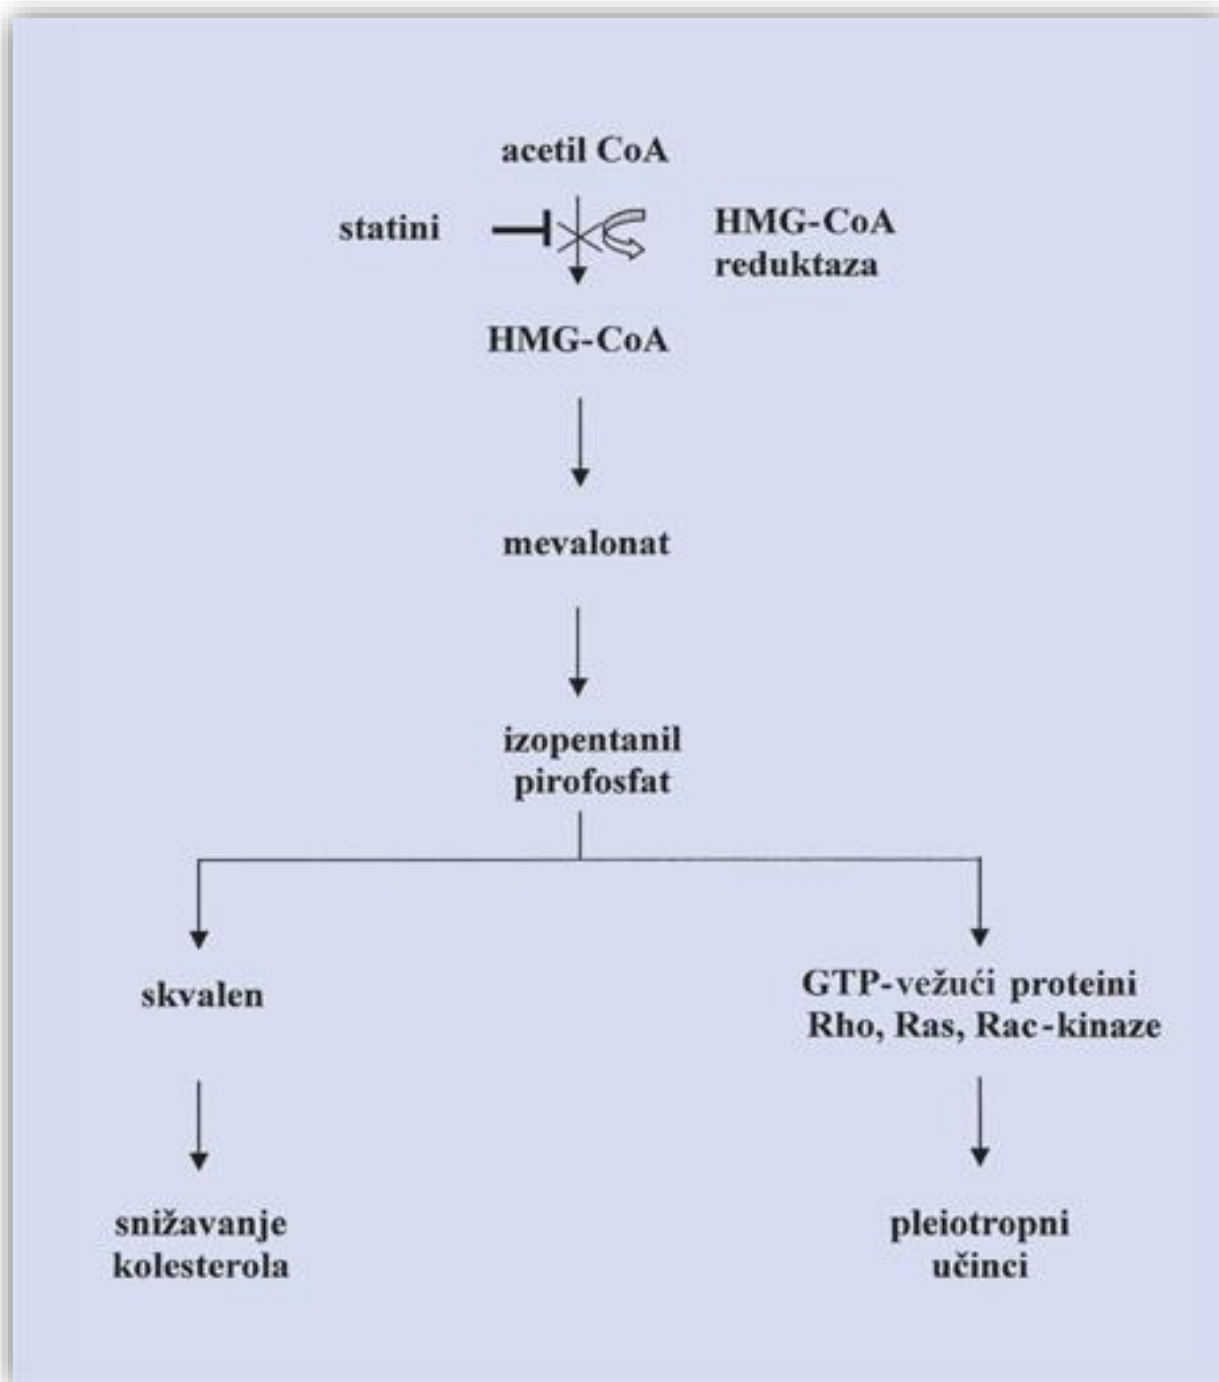 acetil CoA
statini
HMG-CoA
reduktaza
HMG-CoA
mevalonat
izopentanil
pirofosfat
skvalen
GTP-vežući proteini
Rho, Ras, Rac-kinaze
snižavanje
kolesterola
pleiotropni
učinci